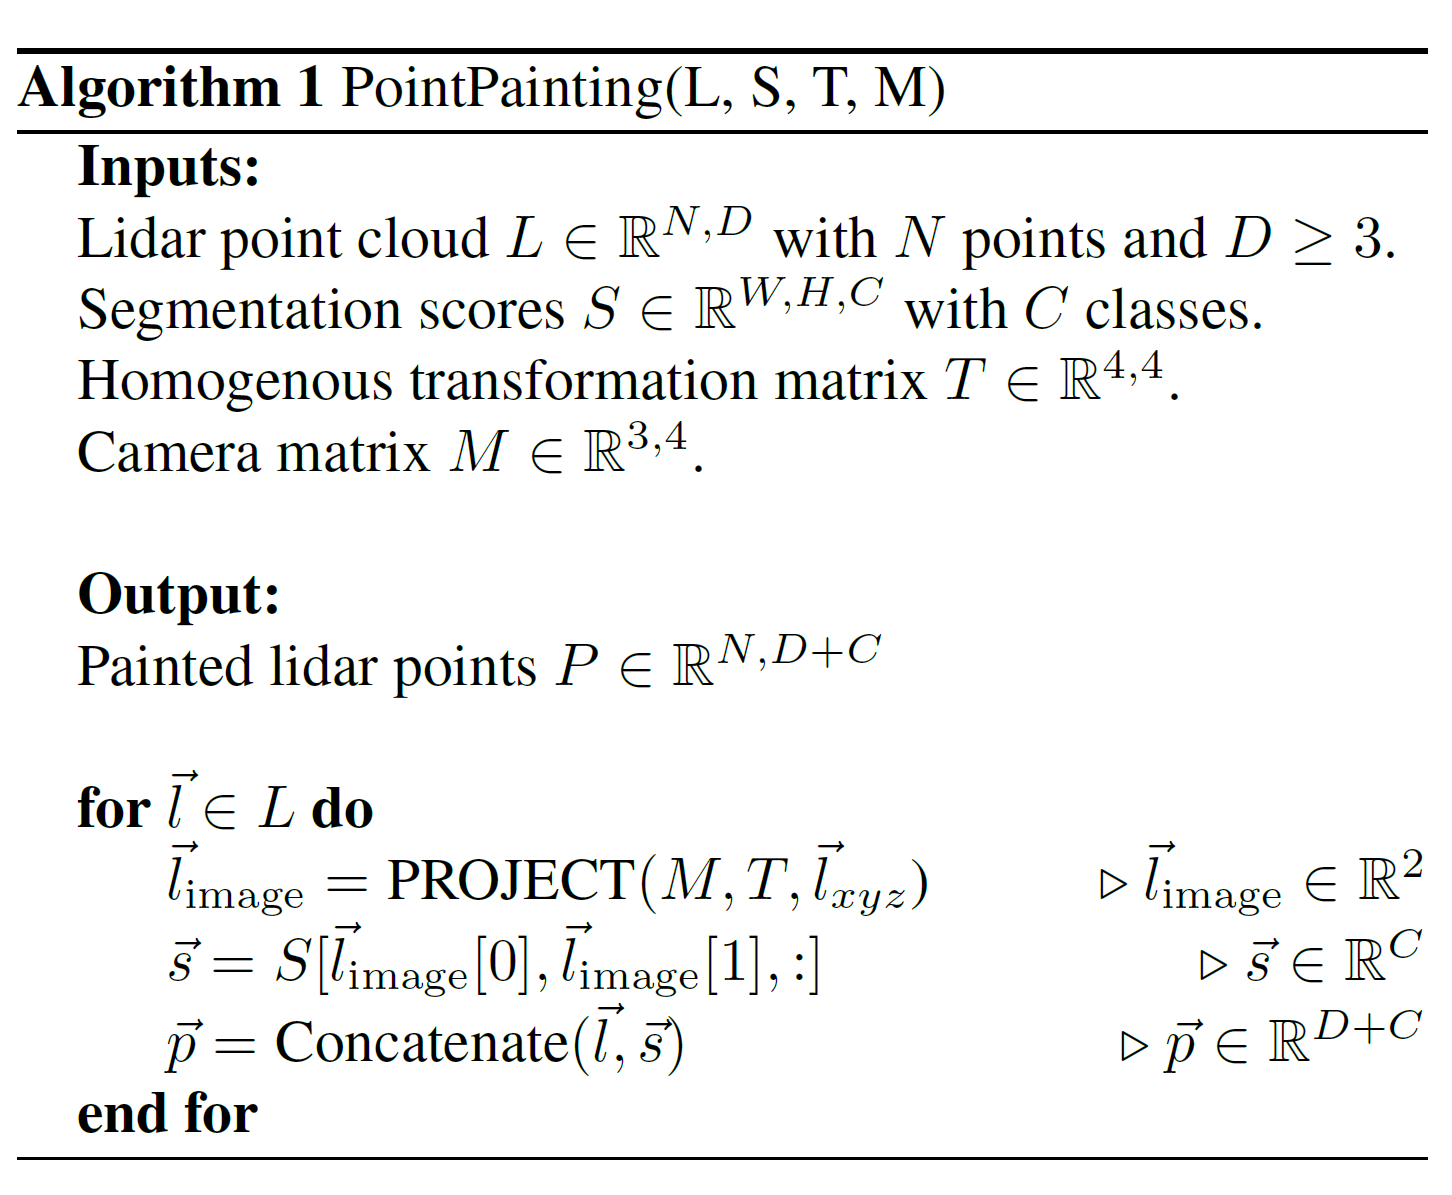 Algorithm 1 PointPainting(L, S, T, M)
Inputs:
Lidar point cloud $L \in \mathbb{R}^{N,D}$ with $N$ points and $D \geq 3$.
Segmentation scores $S \in \mathbb{R}^{W,H,C}$ with $C$ classes.
Homogenous transformation matrix $T \in \mathbb{R}^{4,4}$.
Camera matrix $M \in \mathbb{R}^{3,4}$.
Output:
Painted lidar points $P \in \mathbb{R}^{N,D+C}$
for $\vec{l} \in L$ do
$\vec{l}_{\text{image}} = \text{PROJECT}(M, T, \vec{l}_{xyz})$ ▷ $\vec{l}_{\text{image}} \in \mathbb{R}^2$
$\vec{s} = S[\vec{l}_{\text{image}}[0], \vec{l}_{\text{image}}[1], :]$ ▷ $\vec{s} \in \mathbb{R}^C$
$\vec{p} = \text{Concatenate}(\vec{l}, \vec{s})$ ▷ $\vec{p} \in \mathbb{R}^{D+C}$
end for